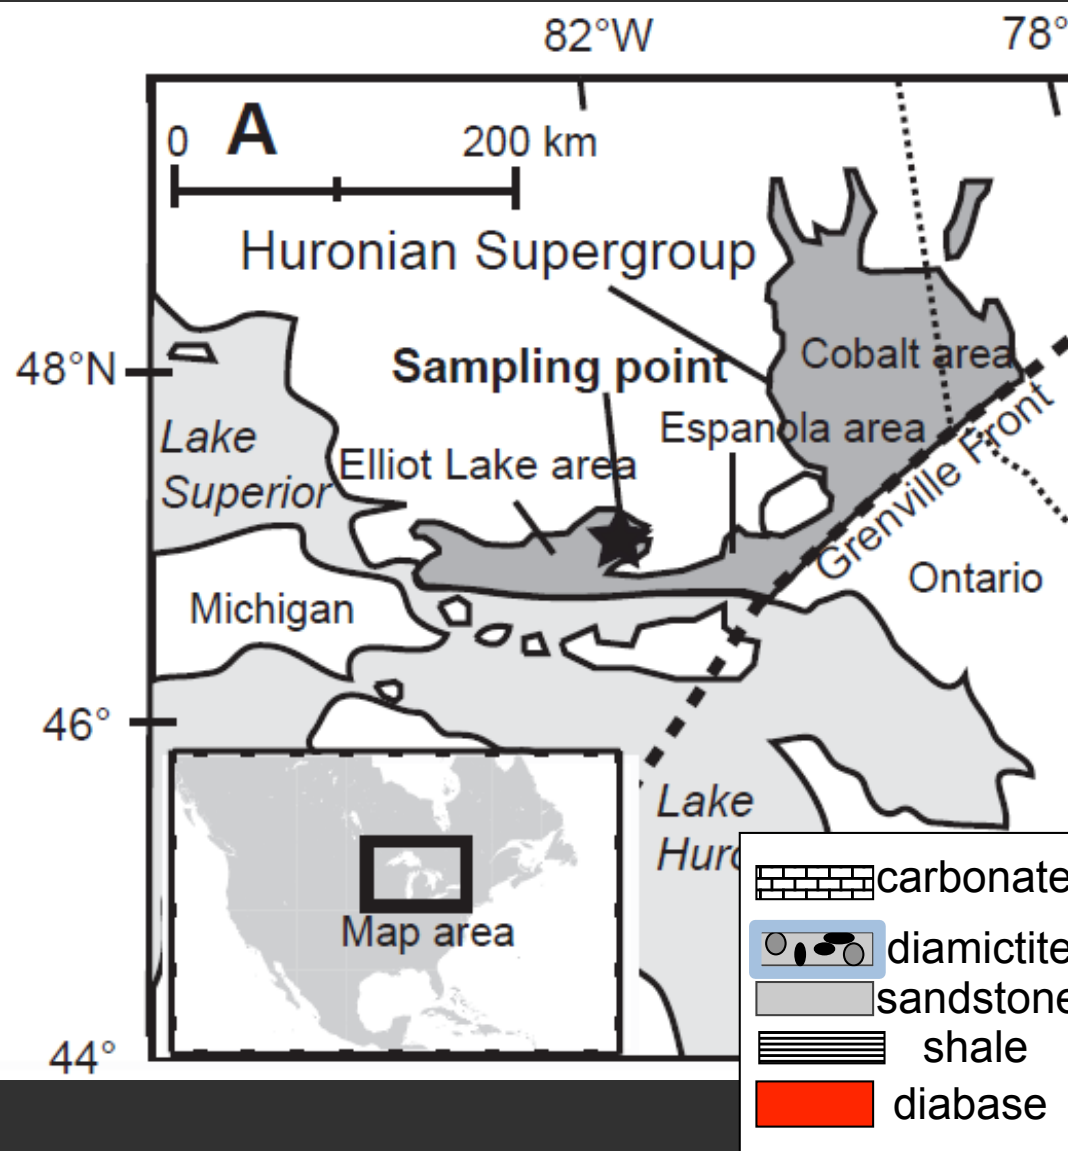 82°W
78°
0
A
200 km
Huronian Supergroup
48°N
Sampling point
Cobalt area
Espanola area
Lake
Superior
Elliot Lake area
Grenville Front
Ontario
Michigan
46°
Lake
Huro
Map area
carbonate
diamictite
sandstone
shale
diabase
44°